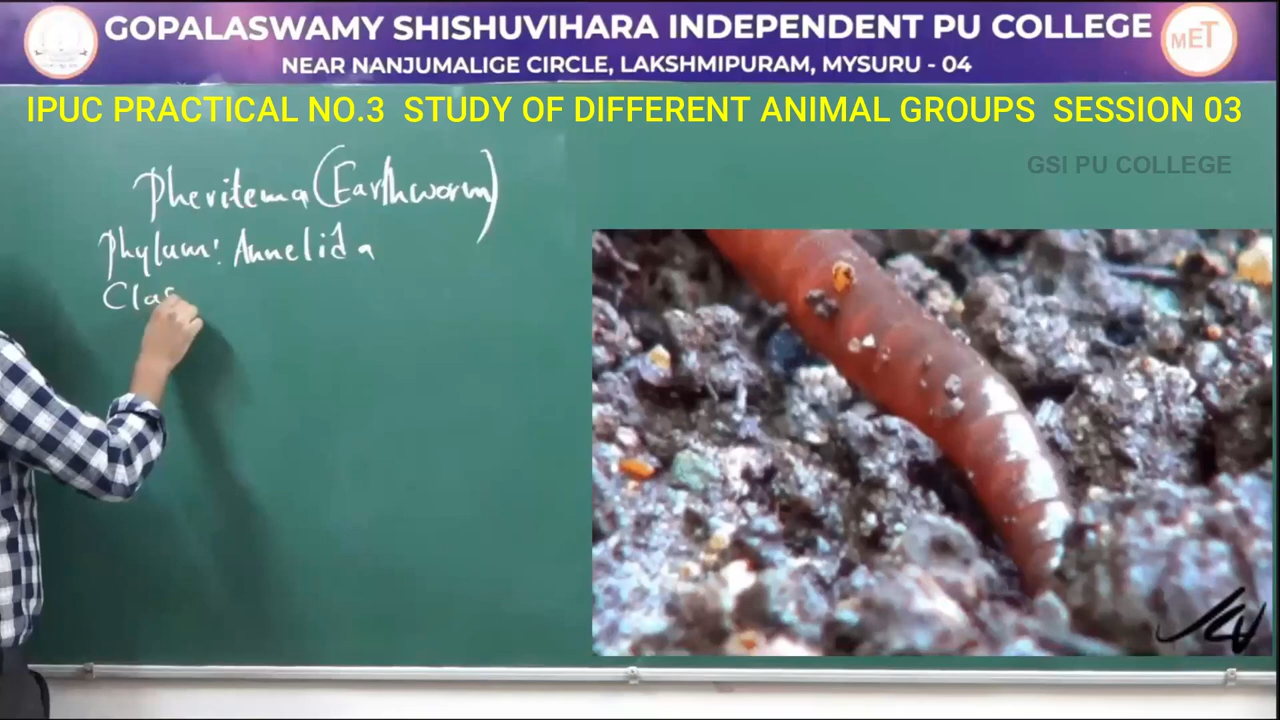 GOPALASWAMY SHISHUVIHARA INDEPENDENT PU COLLEGE
MET
NEAR NANJUMALIGE CIRCLE, LAKSHMIPURAM, MYSURU - 04
IPUC PRACTICAL NO.3 STUDY OF DIFFERENT ANIMAL GROUPS SESSION 03
GSI PU COLLEGE
Pheritema (Earthworm)
Phylum: Annelida
Clas